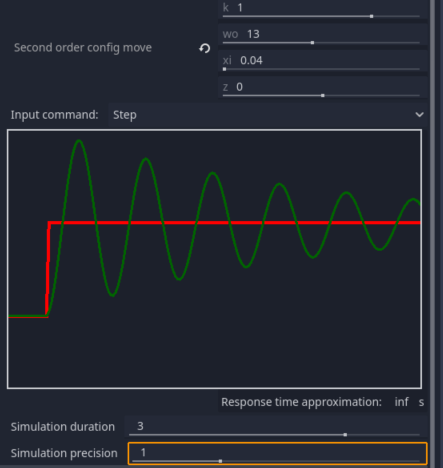 k 1
wo 13
Second order config move
xi 0.04
z 0
Input command: Step
Response time approximation: inf s
Simulation duration 3
Simulation precision 1